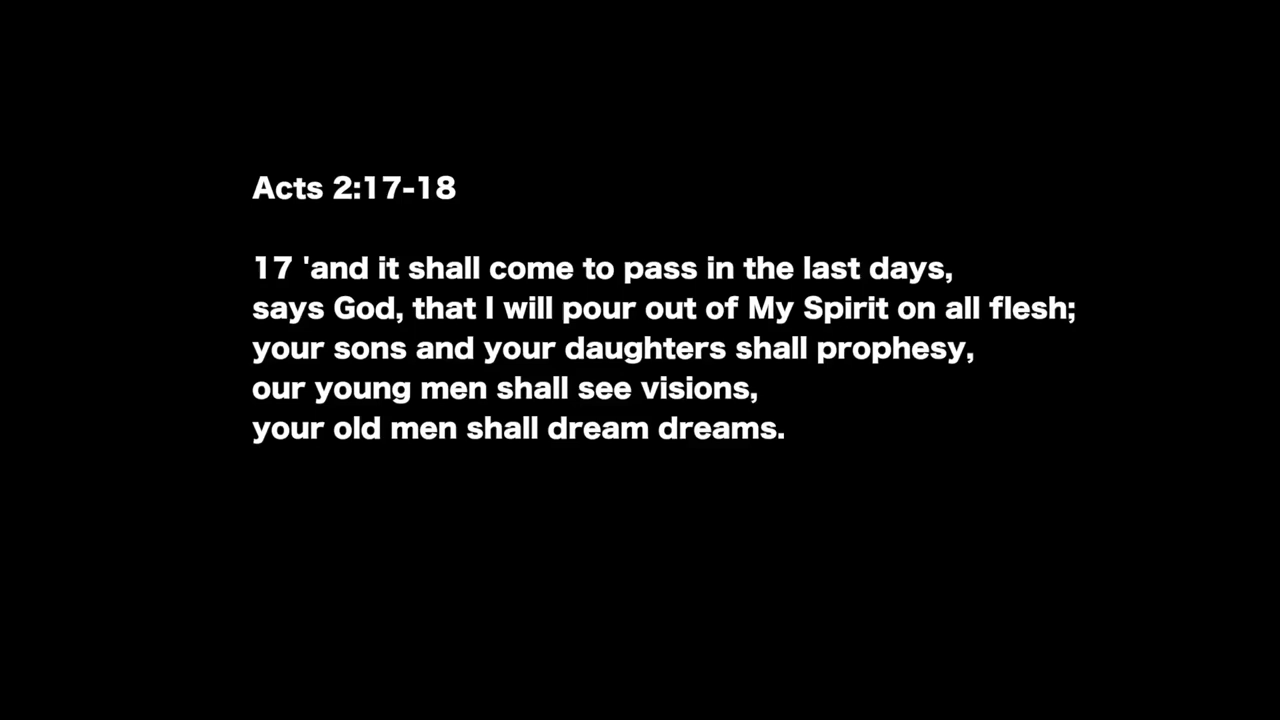 Acts 2:17-18
17 'and it shall come to pass in the last days,
says God, that I will pour out of My Spirit on all flesh;
your sons and your daughters shall prophesy,
our young men shall see visions,
your old men shall dream dreams.